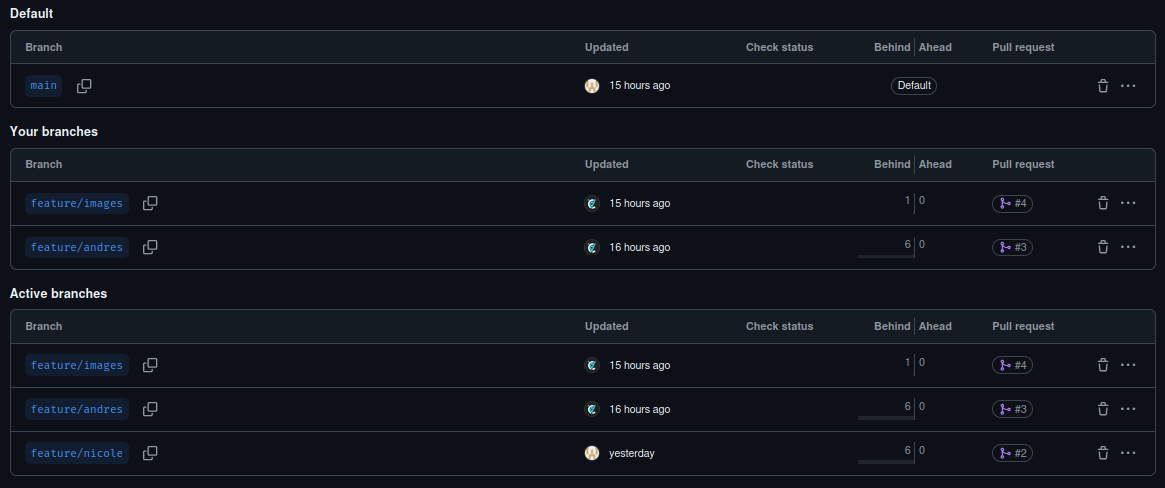 Default
Branch Updated Check status Behind Ahead Pull request
main 15 hours ago Default
Your branches
Branch Updated Check status Behind Ahead Pull request
feature/images 15 hours ago 1 0 #4
feature/andres 16 hours ago 6 0 #3
Active branches
Branch Updated Check status Behind Ahead Pull request
feature/images 15 hours ago 1 0 #4
feature/andres 16 hours ago 6 0 #3
feature/nicole yesterday 6 0 #2